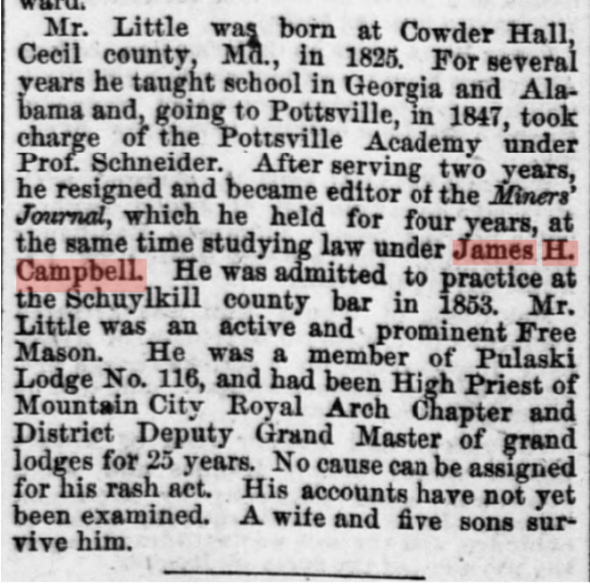 ward.
Mr. Little was born at Cowder Hall,
Cecil county, Md., in 1825. For several
years he taught school in Georgia and Ala-
bama and, going to Pottsville, in 1847, took
charge of the Pottsville Academy under
Prof. Schneider. After serving two years,
he resigned and became editor of the Miners'
Journal, which he held for four years, at
the same time studying law under James H.
Campbell. He was admitted to practice at
the Schuylkill county bar in 1853. Mr.
Little was an active and prominent Free
Mason. He was a member of Pulaski
Lodge No. 116, and had been High Priest of
Mountain City Royal Arch Chapter and
District Deputy Grand Master of grand
lodges for 25 years. No cause can be assigned
for his rash act. His accounts have not yet
been examined. A wife and five sons sur-
vive him.